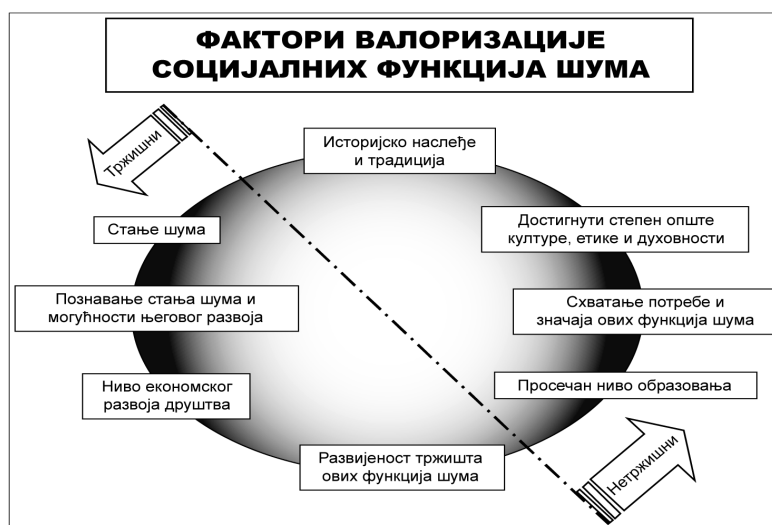 ФАКТОРИ ВАЛОРИЗАЦИЈЕ
СОЦИЈАЛНИХ ФУНКЦИЈА ШУМА
Тржишни
Историјско наслеђе
и традиција
Стање шума
Достигнути степен опште
културе, етике и духовности
Познавање стања шума и
могућности његовог развоја
Схватање потребе и
значаја ових функција шума
Ниво економског
развоја друштва
Просечан ниво образовања
Развијеност тржишта
ових функција шума
Нетржишни